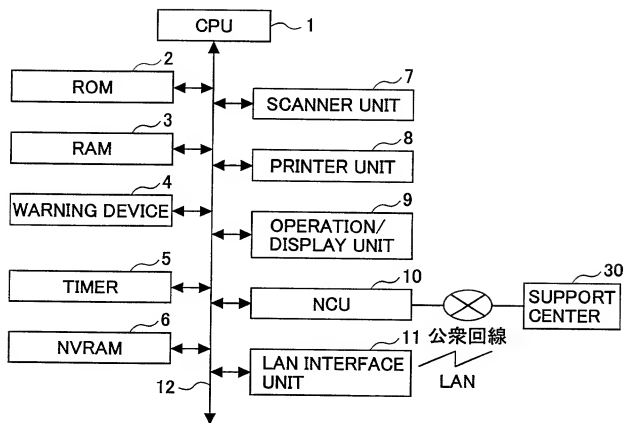 CPU
1
2
ROM
7
SCANNER UNIT
3
RAM
8
PRINTER UNIT
4
WARNING DEVICE
9
OPERATION/
DISPLAY UNIT
5
TIMER
10
NCU
30
SUPPORT
CENTER
公衆回線
6
NVRAM
11
LAN INTERFACE
UNIT
LAN
12